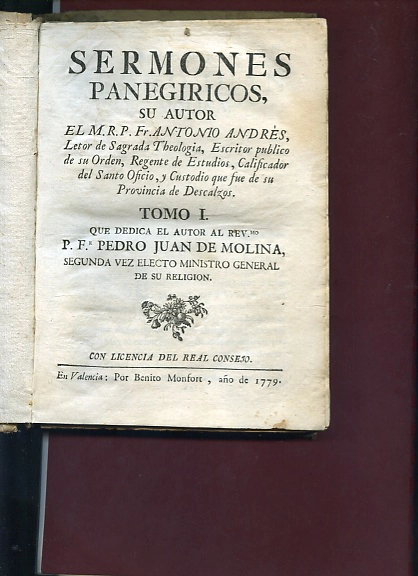 SERMONES
PANEGIRICOS,
SU AUTOR
EL M.R.P. Fr. ANTONIO ANDRÈS,
Letor de Sagrada Theologia, Escritor publico
de su Orden, Regente de Estudios, Calificador
del Santo Oficio, y Custodio que fue de su
Provincia de Descalzos.
TOMO I.
QUE DEDICA EL AUTOR AL REV.MO
P. F.R PEDRO JUAN DE MOLINA,
SEGUNDA VEZ ELECTO MINISTRO GENERAL
DE SU RELIGION.
CON LICENCIA DEL REAL CONSEJO.
En Valencia: Por Benito Monfort, año de 1779.